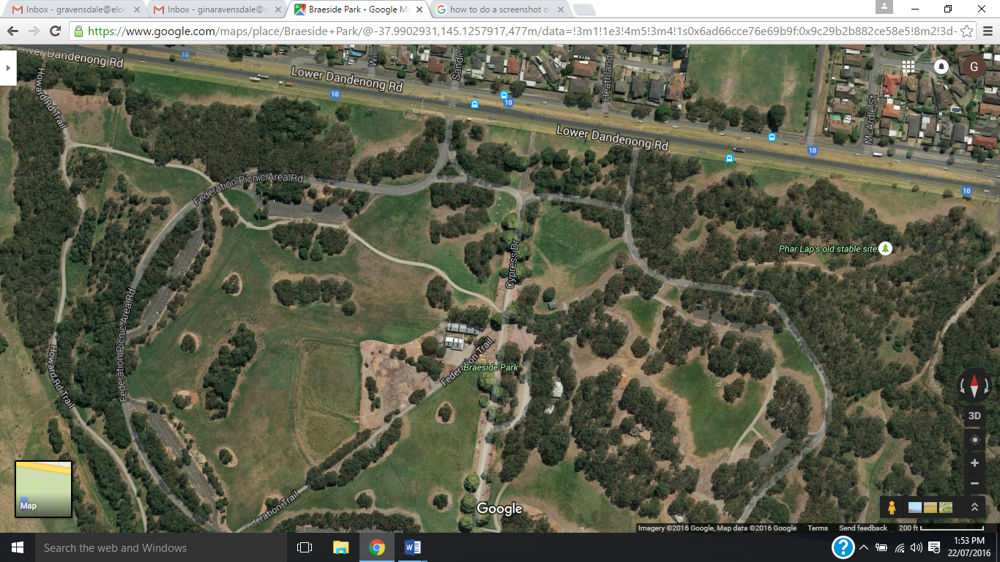 Inbox - gravensdale@elon
Inbox - ginaravensdale@g
Braeside Park - Google Ma
how to do a screenshot o
https://www.google.com/maps/place/Braeside+Park/@-37.9902931,145.1257917,477m/data=!3m1!1e3!4m5!3m4!1s0x6ad66cce76e69b9f:0x9c29b2b882ce58e5!8m2!3d-
ower Dandenong Rd
10
Lower Dandenong Rd
10
10
Lower Dandenong Rd
10
10
Will
Sandle
Heathland
McArdle St
G
Howard Rd Trail
Federation Picnic Area Rd
Phar Lap's old stable site
Cypress Dr
Federation Picnic Area Rd
Federation Trail
Braeside Park
Howard Rd Trail
3D
Federation Trail
Map
Google
Imagery ©2016 Google, Map data ©2016 Google Terms Send feedback 200 ft
Search the web and Windows
1:53 PM
22/07/2016